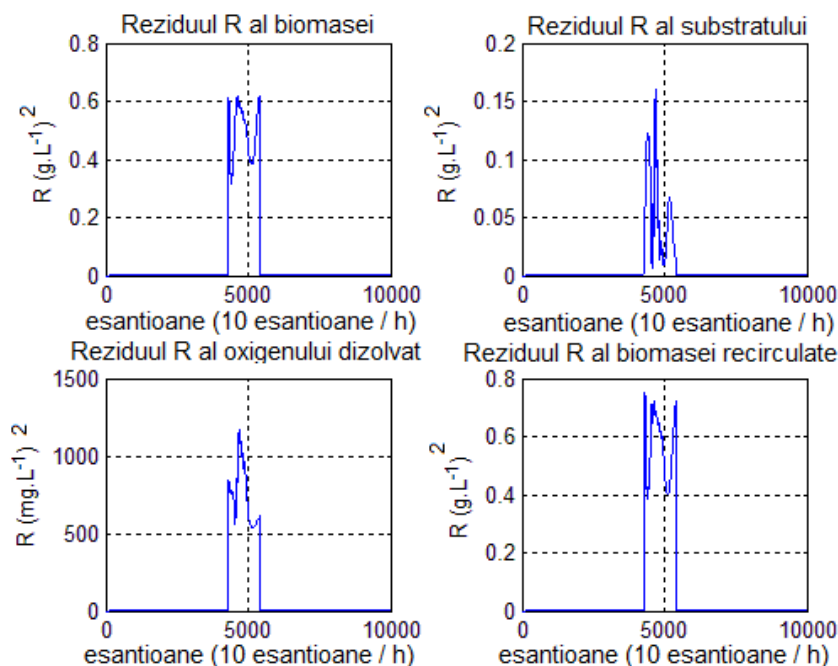 Reziduul R al biomasei
R (g.L⁻¹) ²
0.8
0.6
0.4
0.2
0
0 5000 10000
esantioane (10 esantioane / h)
Reziduul R al substratului
R (g.L⁻¹) ²
0.2
0.15
0.1
0.05
0
0 5000 10000
esantioane (10 esantioane / h)
Reziduul R al oxigenului dizolvat
R (mg.L⁻¹) ²
1500
1000
500
0
0 5000 10000
esantioane (10 esantioane / h)
Reziduul R al biomasei recirculate
R (g.L⁻¹) ²
0.8
0.6
0.4
0.2
0
0 5000 10000
esantioane (10 esantioane / h)